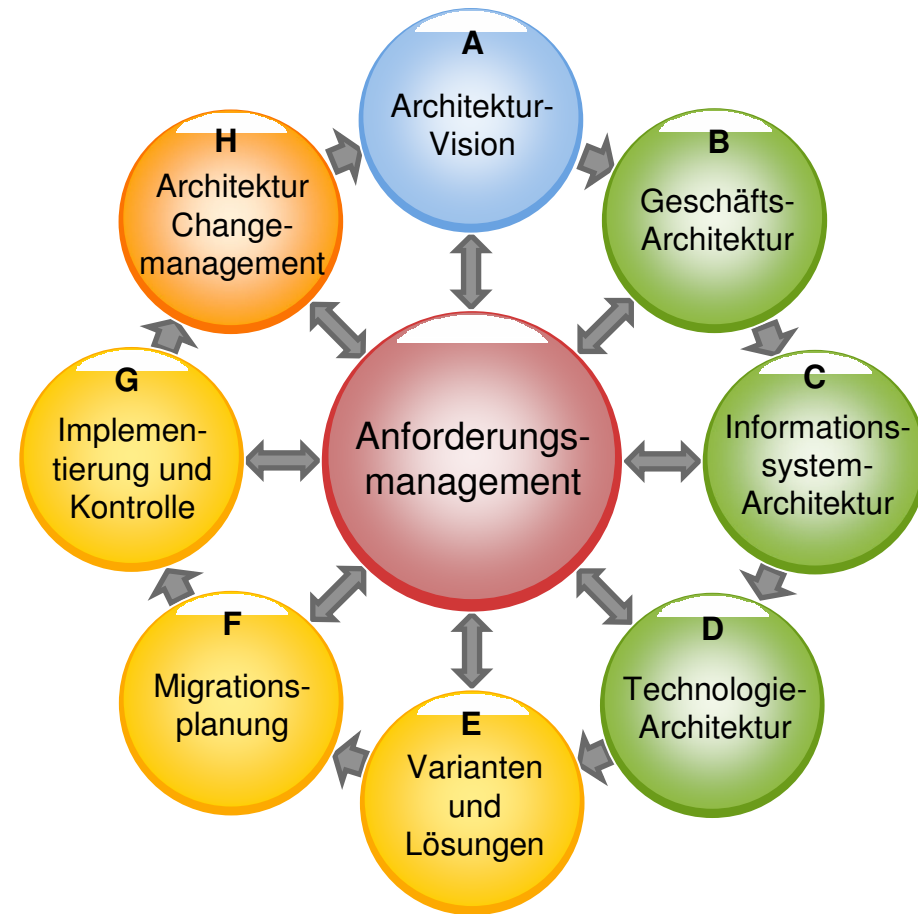 A
Architektur-
Vision
B
Geschäfts-
Architektur
C
Informations-
system-
Architektur
D
Technologie-
Architektur
E
Varianten
und
Lösungen
F
Migrations-
planung
G
Implemen-
tierung und
Kontrolle
H
Architektur
Change-
management
Anforderungs-
management